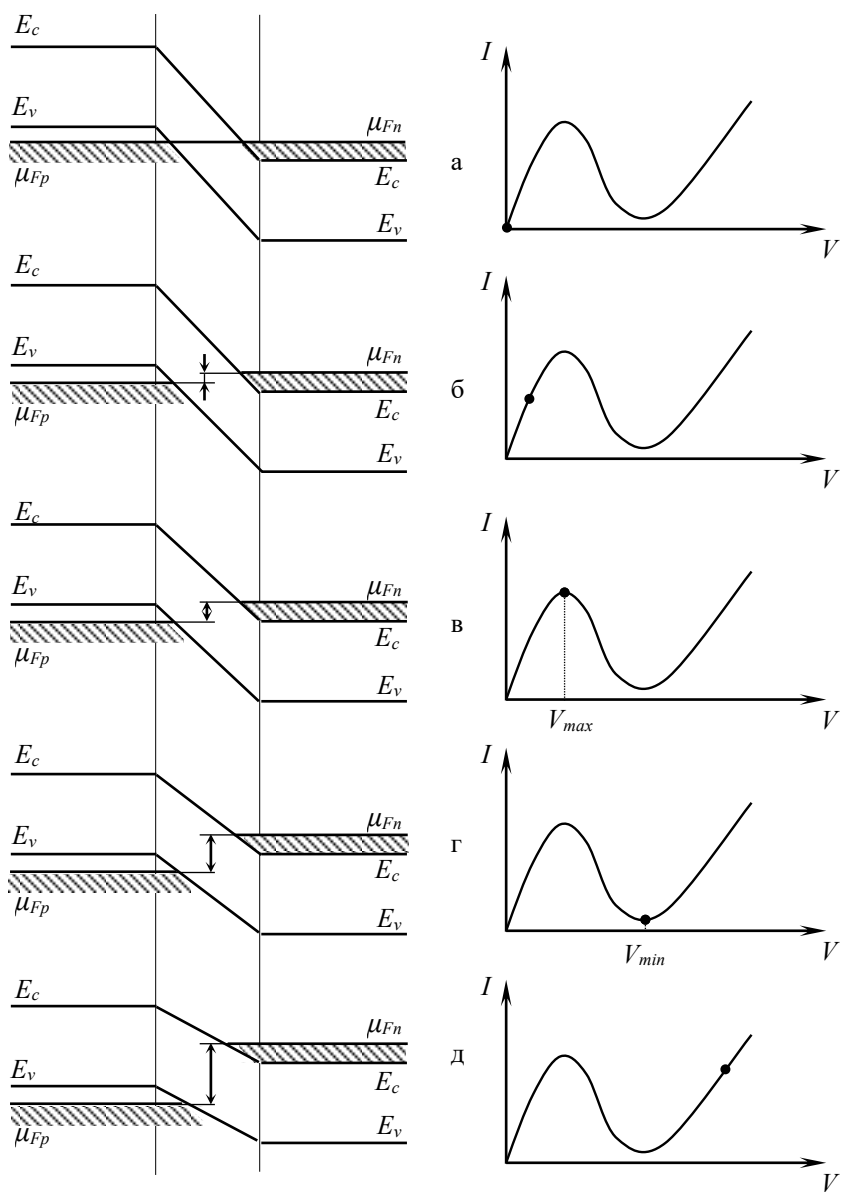 E_c
E_v
μ_Fn
μ_Fp
E_c
E_v
I
а
V
E_c
E_v
μ_Fn
μ_Fp
E_c
E_v
I
б
V
E_c
E_v
μ_Fn
μ_Fp
E_c
E_v
I
в
V_max
V
E_c
E_v
μ_Fn
μ_Fp
E_c
E_v
I
г
V_min
V
E_c
E_v
μ_Fn
μ_Fp
E_c
E_v
I
д
V